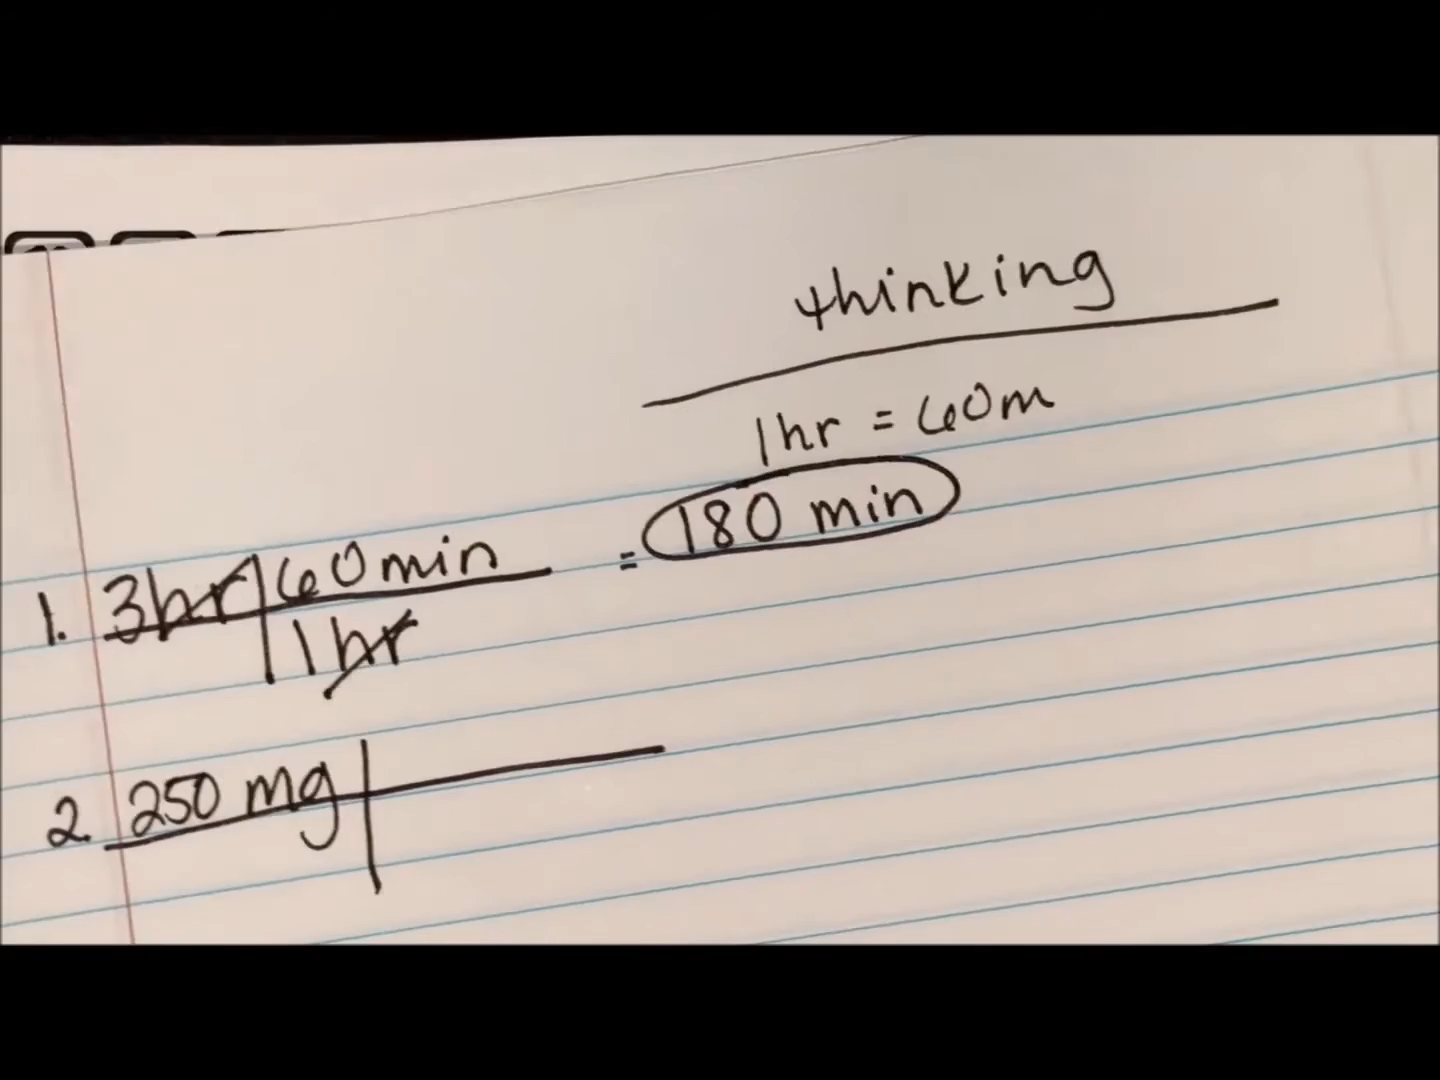 thinking
1hr = 60m
1. 3hr 60min = 180 min
1hr
2. 250 mg